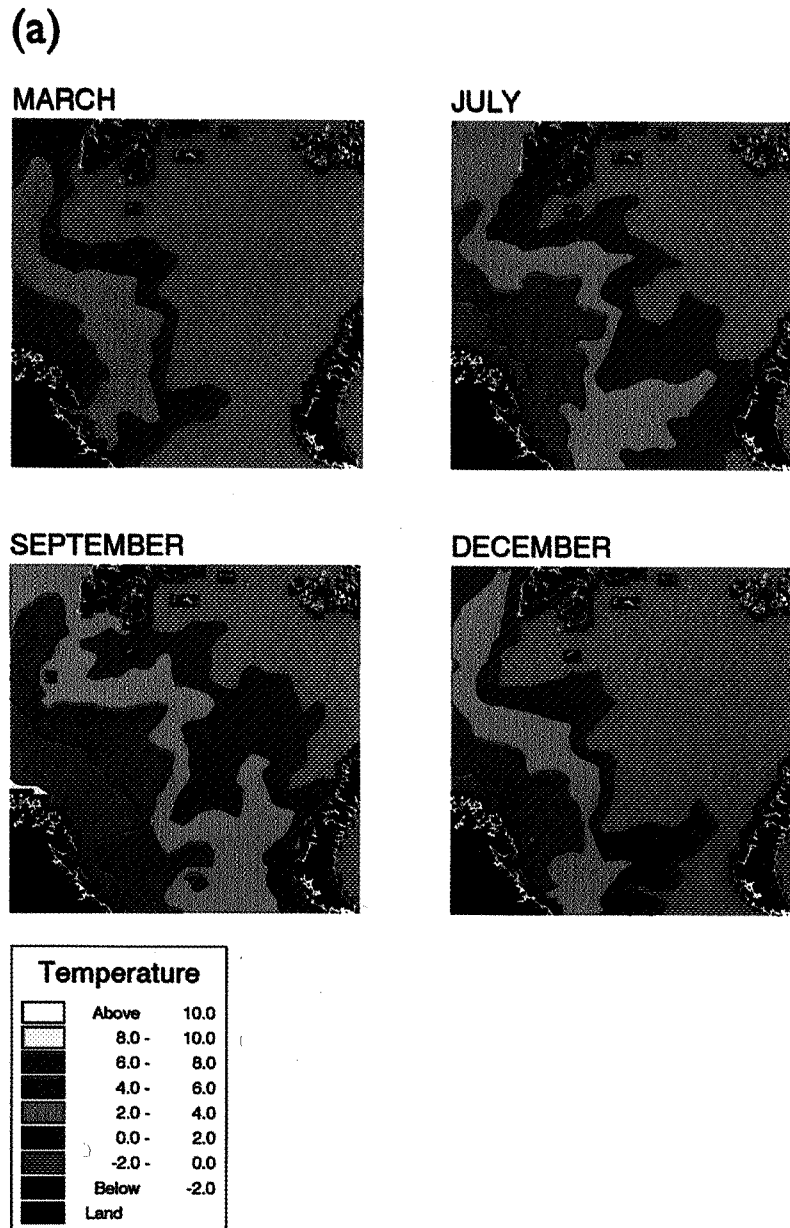 (a)
MARCH
JULY
SEPTEMBER
DECEMBER
Temperature
Above 10.0
8.0 - 10.0
6.0 - 8.0
4.0 - 6.0
2.0 - 4.0
0.0 - 2.0
-2.0 - 0.0
Below -2.0
Land